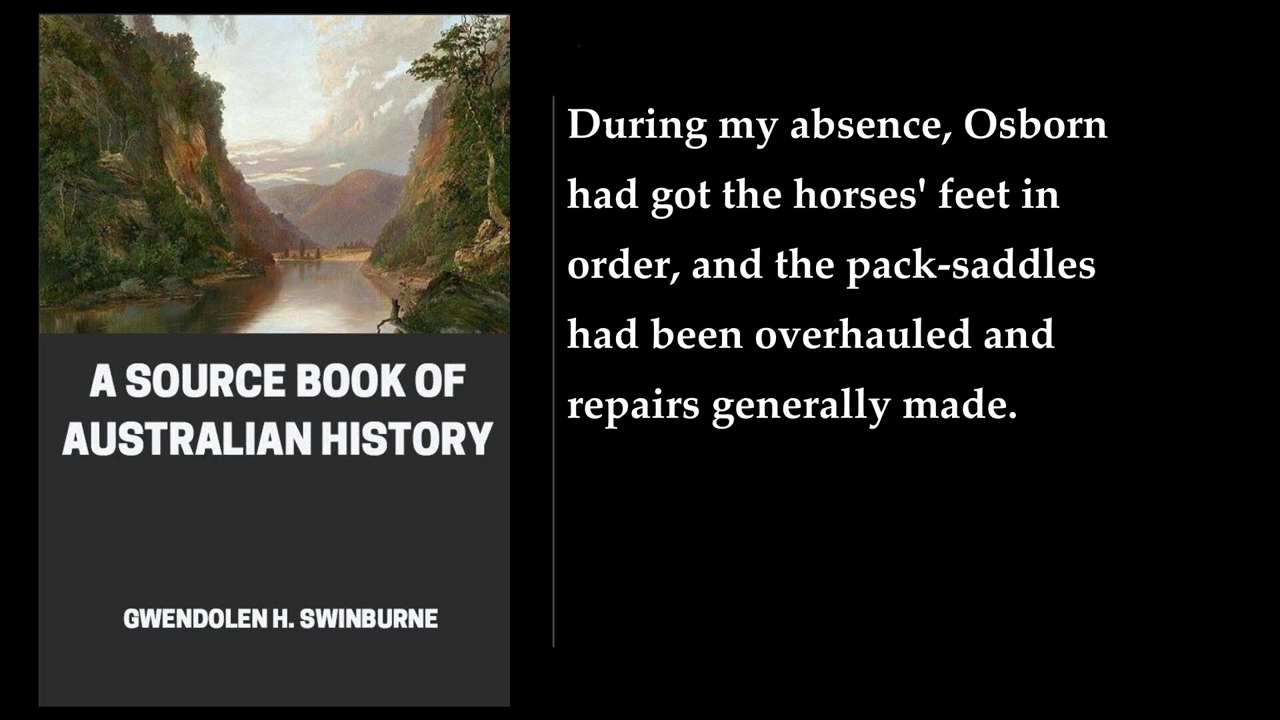 A SOURCE BOOK OF
AUSTRALIAN HISTORY
GWENDOLEN H. SWINBURNE
During my absence, Osborn
had got the horses' feet in
order, and the pack-saddles
had been overhauled and
repairs generally made.